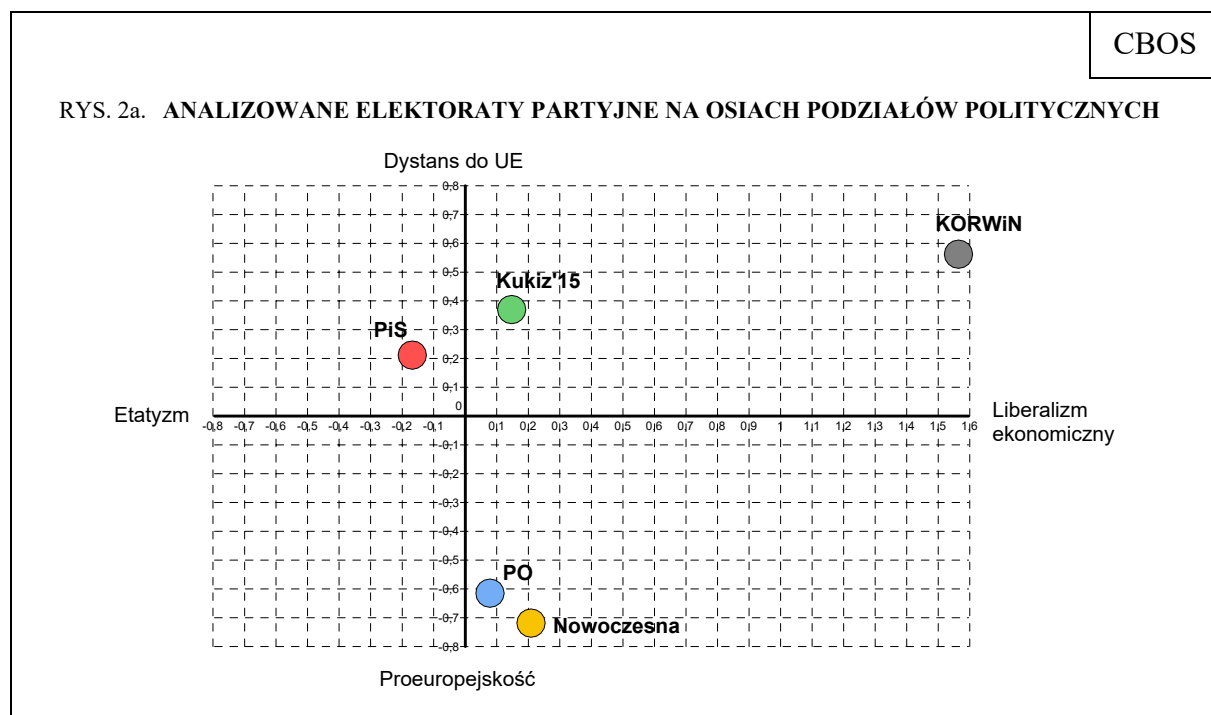 CBOS
RYS. 2a. ANALIZOWANE ELEKTORATY PARTYJNE NA OSIACH PODZIAŁÓW POLITYCZNYCH
Dystans do UE
0,8
0,7
KORWiN
0,6
0,5
Kukiz'15
0,4
0,3
PiS
0,2
0,1
0
Etatyzm
Liberalizm
ekonomiczny
-0,8 -0,7 -0,6 -0,5 -0,4 -0,3 -0,2 -0,1 0,1 0,2 0,3 0,4 0,5 0,6 0,7 0,8 0,9 1 1,1 1,2 1,3 1,4 1,5 1,6
-0,1
-0,2
-0,3
-0,4
-0,5
PO
-0,6
-0,7
Nowoczesna
-0,8
Proeuropejskość